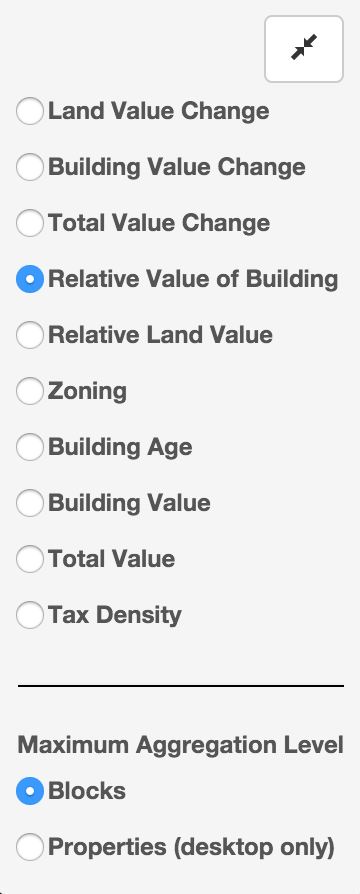 Land Value Change
Building Value Change
Total Value Change
Relative Value of Building
Relative Land Value
Zoning
Building Age
Building Value
Total Value
Tax Density
Maximum Aggregation Level
Blocks
Properties (desktop only)